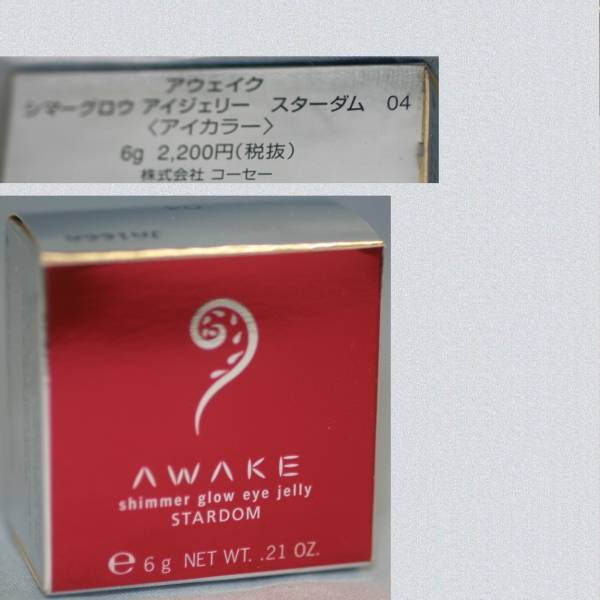 アウェイク
シマーグロウ アイジェリー スターダム 04
〈アイカラー〉
6g 2,200円(税抜)
株式会社 コーセー
AWAKE
shimmer glow eye jelly
STARDOM
e 6 g NET WT. .21 OZ.